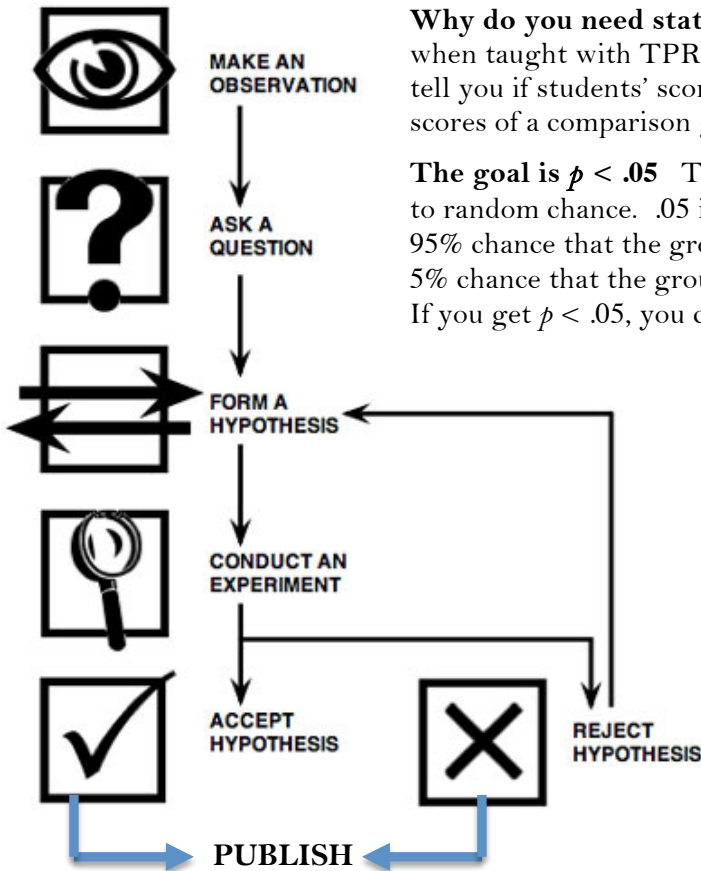 Why do you need stat
when taught with TPR
tell you if students’ scor
scores of a comparison
The goal is p < .05 T
to random chance. .05 i
95% chance that the gro
5% chance that the grou
If you get p < .05, you c
MAKE AN
OBSERVATION
ASK A
QUESTION
FORM A
HYPOTHESIS
CONDUCT AN
EXPERIMENT
ACCEPT
HYPOTHESIS
REJECT
HYPOTHESIS
PUBLISH